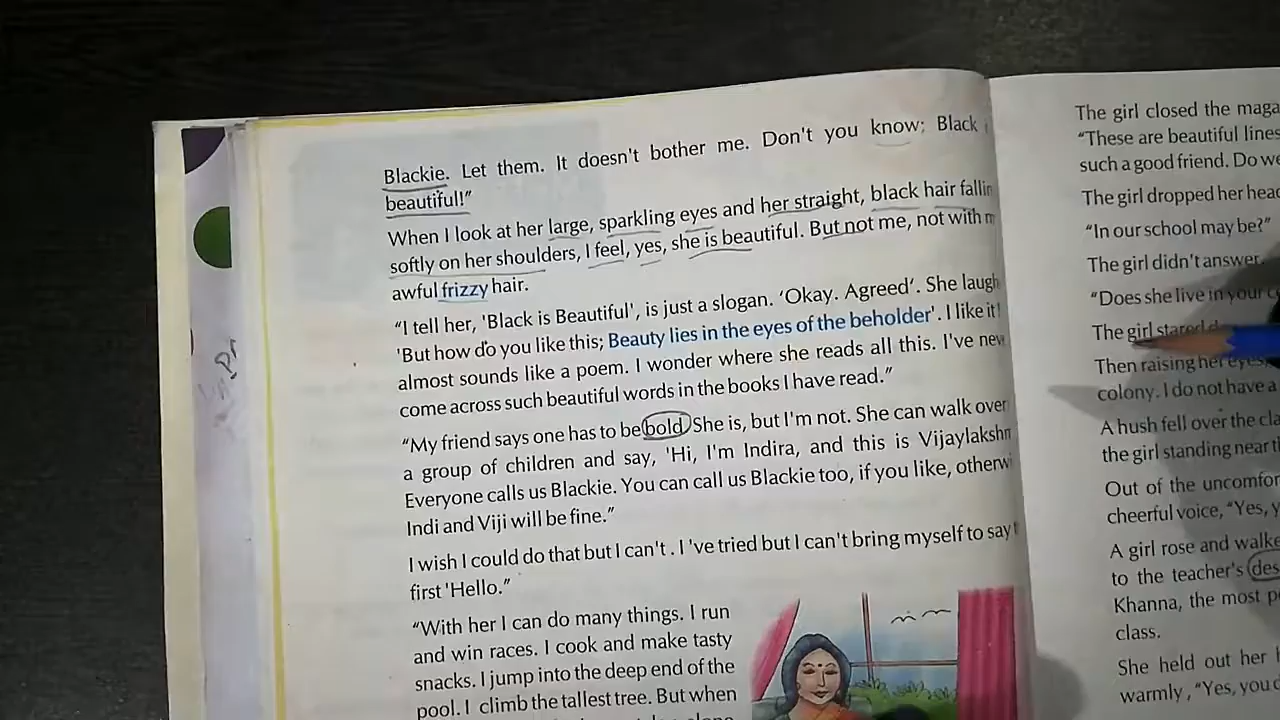 Blackie. Let them. It doesn't bother me. Don't you know: Black
beautiful!"
When I look at her large, sparkling eyes and her straight, black hair
softly on her shoulders, I feel, yes, she is beautiful. But not me, not with
awful frizzy hair.
"I tell her, 'Black is Beautiful', is just a slogan. 'Okay. Agreed'. She
'But how do you like this; Beauty lies in the eyes of the beholder'. I like it!
almost sounds like a poem. I wonder where she reads all this. I've
come across such beautiful words in the books I have read."
"My friend says one has to be bold. She is, but I'm not. She can walk over
a group of children and say, 'Hi, I'm Indira, and this is
Everyone calls us Blackie. You can call us Blackie too, if you like,
Indi and Viji will be fine."
I wish I could do that but I can't . I 've tried but I can't bring myself to say
first 'Hello."
"With her I can do many things. I run
and win races. I cook and make tasty
snacks. I jump into the deep end of the
pool. I climb the tallest tree. But when
The girl closed the
"These are beautiful lines
such a good friend. Do
The girl dropped her
"In our school may be?"
The girl didn't answer.
"Does she live in your
The girl stared
Then raising her eyes,
colony. I do not have a
A hush fell over the
the girl standing near
Out of the
cheerful voice, "Yes,
A girl rose and
to the teacher's
Khanna, the most
class.
She held out her
warmly , "Yes, you